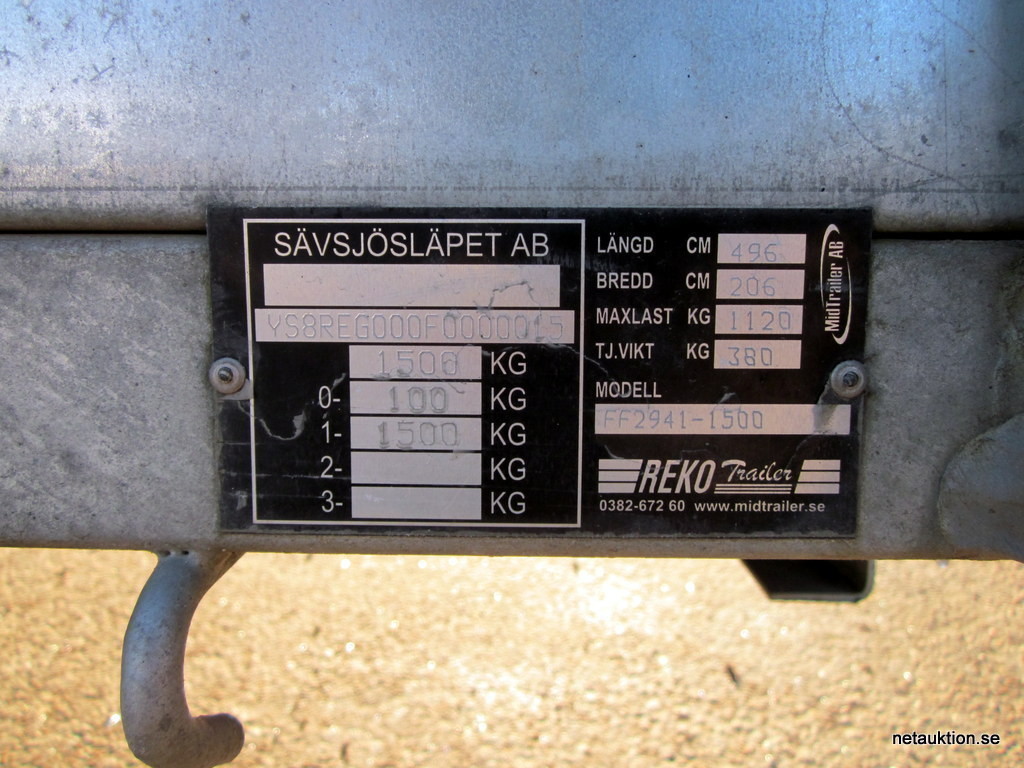 SÄVSJÖSLÄPET AB
YS8REG000F0000015
1500 KG
0- 100 KG
1- 1500 KG
2- KG
3- KG
LÄNGD CM 496
BREDD CM 206
MAXLAST KG 1120
TJ.VIKT KG 380
MODELL
FF2941-1500
MidTrailer AB
REKO Trailer
0382-672 60 www.midtrailer.se
netauktion.se